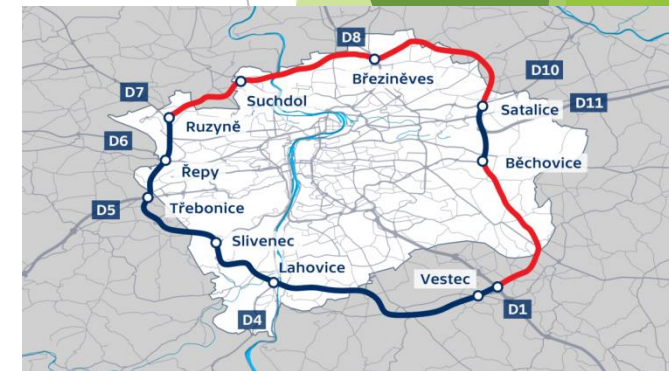 D8
Březiněves
D10
D7
Suchdol
D11
Satalice
Ruzyně
D6
Běchovice
Řepy
D5
Třebonice
Slivenec
Lahovice
Vestec
D1
D4